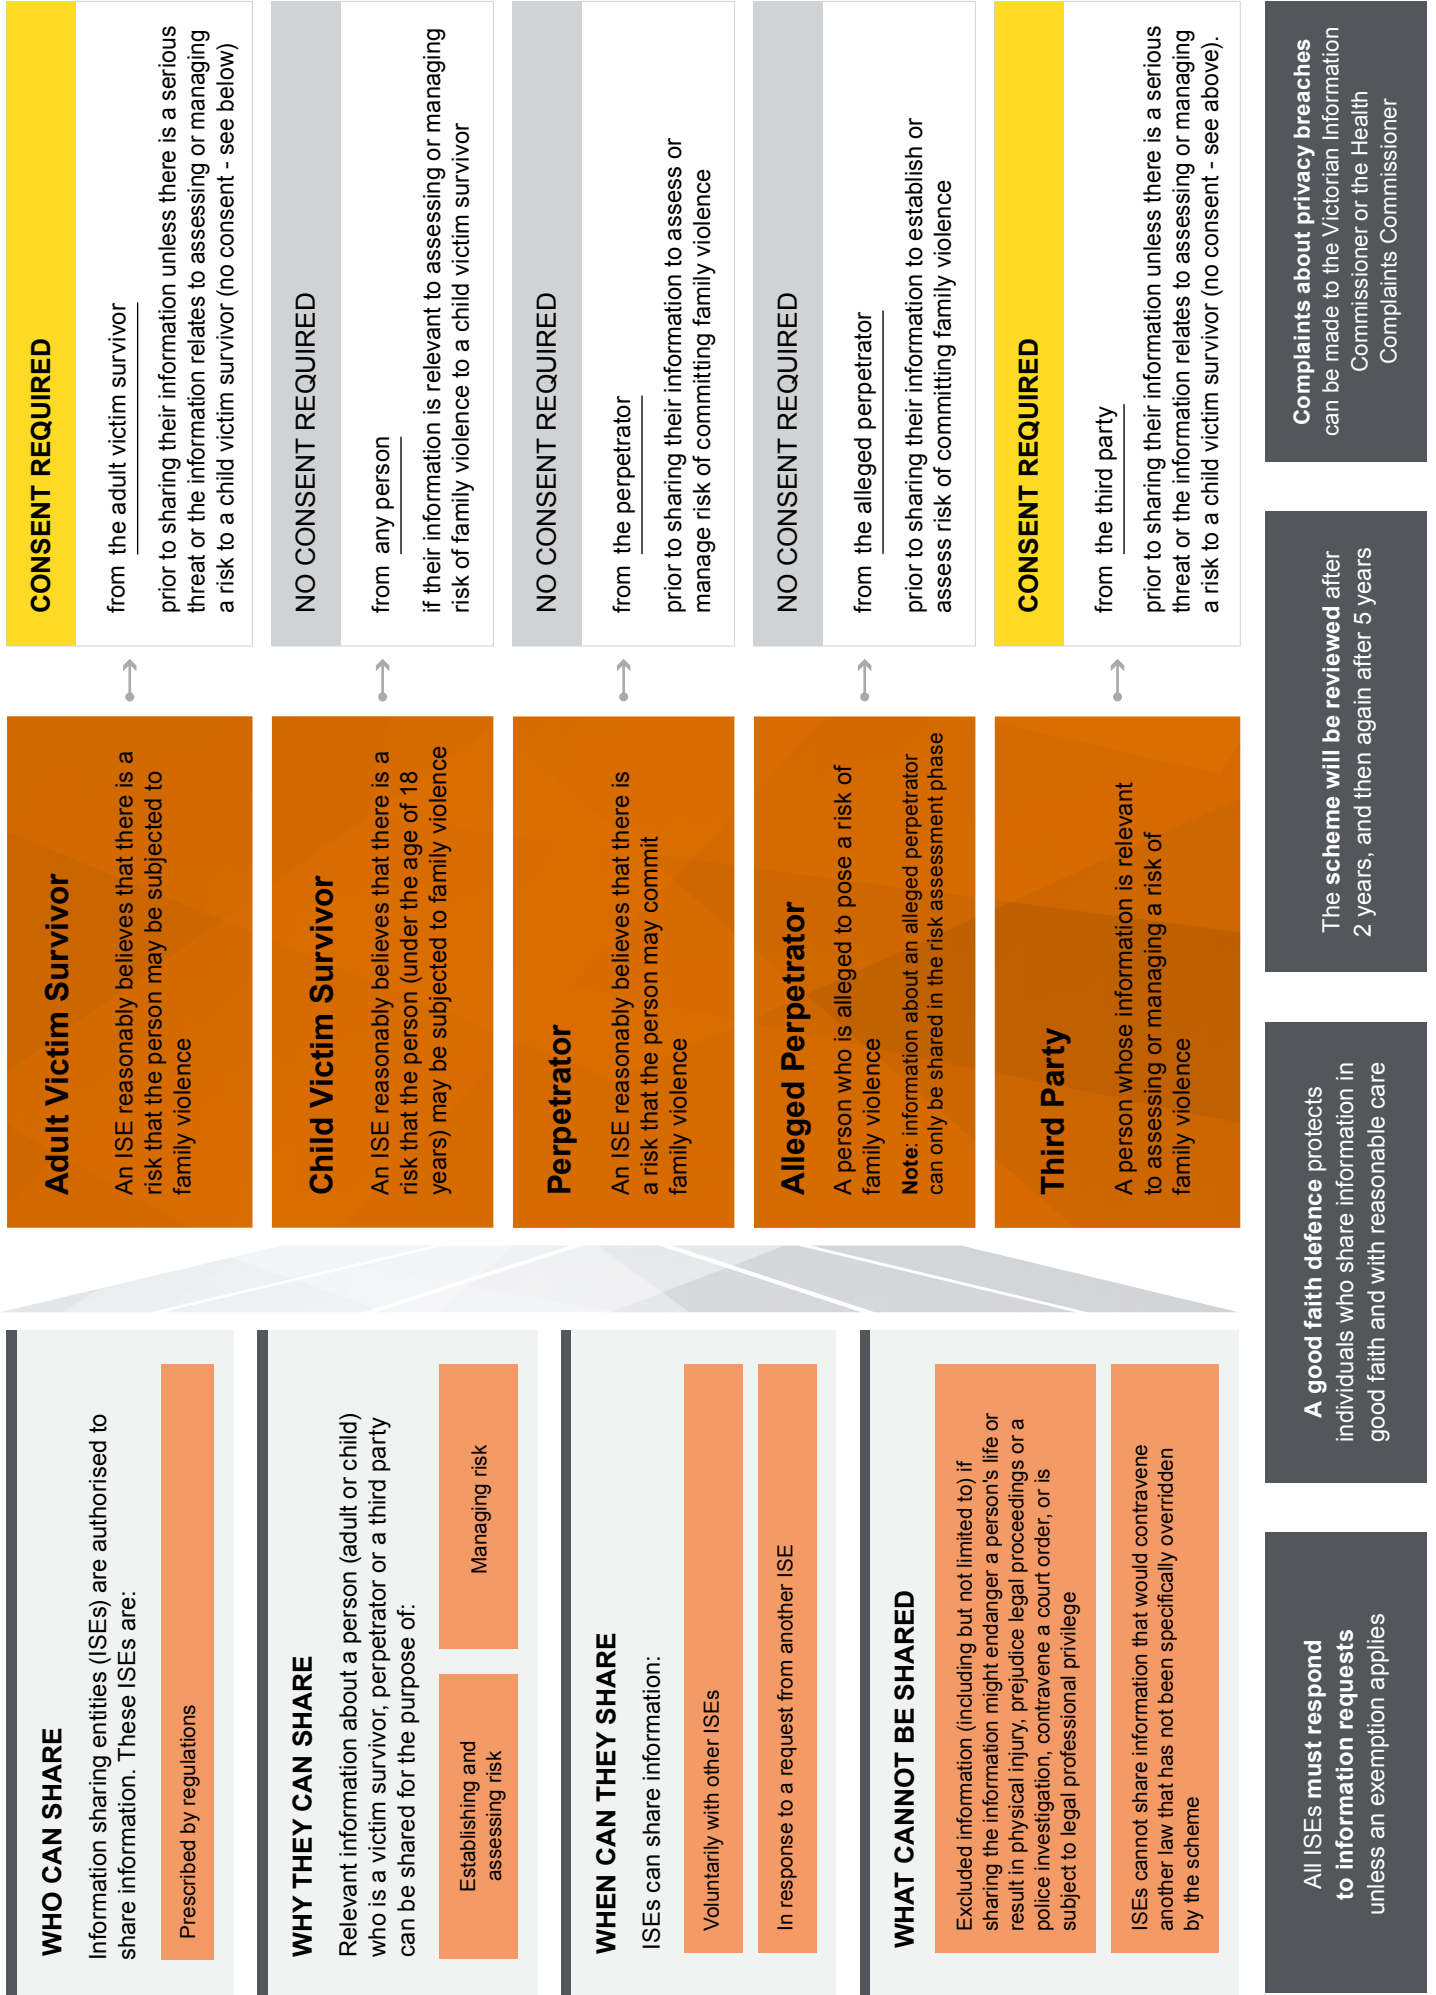 WHO CAN SHARE
Information sharing entities (ISEs) are authorised to
share information. These ISEs are:
Prescribed by regulations
WHY THEY CAN SHARE
Relevant information about a person (adult or child)
who is a victim survivor, perpetrator or a third party
can be shared for the purpose of:
Establishing and
assessing risk
Managing risk
WHEN CAN THEY SHARE
ISEs can share information:
Voluntarily with other ISEs
In response to a request from another ISE
WHAT CANNOT BE SHARED
Excluded information (including but not limited to) if
sharing the information might endanger a person's life or
result in physical injury, prejudice legal proceedings or a
police investigation, contravene a court order, or is
subject to legal professional privilege
ISEs cannot share information that would contravene
another law that has not been specifically overridden
by the scheme
Adult Victim Survivor
An ISE reasonably believes that there is a
risk that the person may be subjected to
family violence
CONSENT REQUIRED
from the adult victim survivor
prior to sharing their information unless there is a serious
threat or the information relates to assessing or managing
a risk to a child victim survivor (no consent - see below)
Child Victim Survivor
An ISE reasonably believes that there is a
risk that the person (under the age of 18
years) may be subjected to family violence
NO CONSENT REQUIRED
from any person
if their information is relevant to assessing or managing
risk of family violence to a child victim survivor
Perpetrator
An ISE reasonably believes that there is
a risk that the person may commit
family violence
NO CONSENT REQUIRED
from the perpetrator
prior to sharing their information to assess or
manage risk of committing family violence
Alleged Perpetrator
A person who is alleged to pose a risk of
family violence
Note: information about an alleged perpetrator
can only be shared in the risk assessment phase
NO CONSENT REQUIRED
from the alleged perpetrator
prior to sharing their information to establish or
assess risk of committing family violence
Third Party
A person whose information is relevant
to assessing or managing a risk of
family violence
CONSENT REQUIRED
from the third party
prior to sharing their information unless there is a serious
threat or the information relates to assessing or managing
a risk to a child victim survivor (no consent - see above).
All ISEs must respond
to information requests
unless an exemption applies
A good faith defence protects
individuals who share information in
good faith and with reasonable care
The scheme will be reviewed after
2 years, and then again after 5 years
Complaints about privacy breaches
can be made to the Victorian Information
Commissioner or the Health
Complaints Commissioner